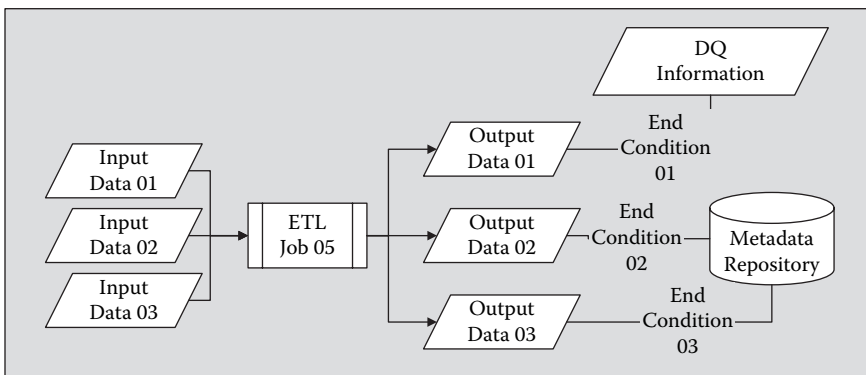 DQ
Information
Input
Data 01
Input
Data 02
Input
Data 03
ETL
Job 05
Output
Data 01
Output
Data 02
Output
Data 03
End
Condition
01
End
Condition
02
End
Condition
03
Metadata
Repository